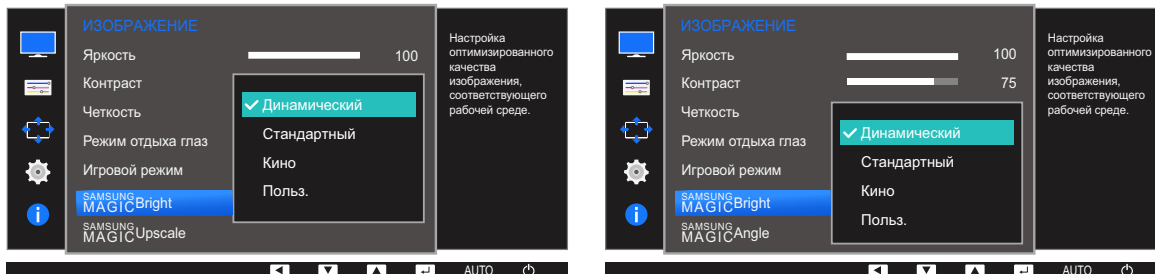 ИЗОБРАЖЕНИЕ
Яркость 100
Контраст
Четкость
Режим отдыха глаз
Игровой режим
SAMSUNG
MAGICBright
SAMSUNG
MAGICUpscale
Динамический
Стандартный
Кино
Польз.
Настройка
оптимизированного
качества
изображения,
соответствующего
рабочей среде.
AUTO
ИЗОБРАЖЕНИЕ
Яркость 100
Контраст 75
Четкость
Режим отдыха глаз
Игровой режим
SAMSUNG
MAGICBright
SAMSUNG
MAGICAngle
Динамический
Стандартный
Кино
Польз.
Настройка
оптимизированного
качества
изображения,
соответствующего
рабочей среде.
AUTO